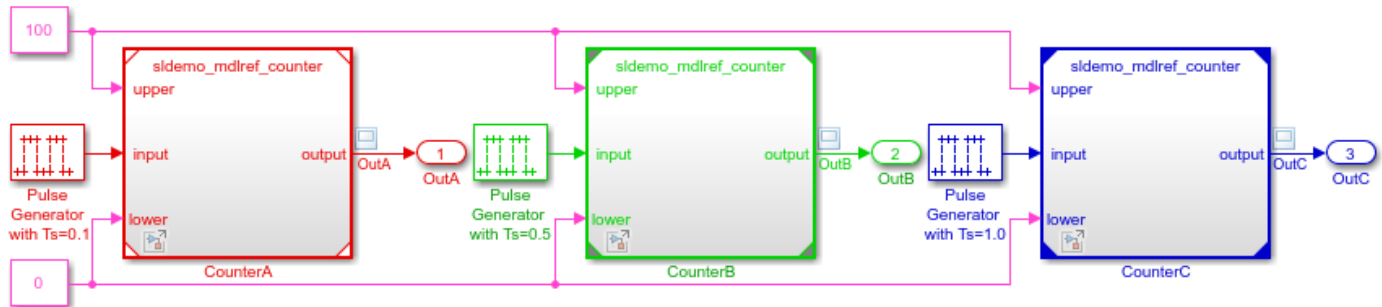 100
sldemo_mdlref_counter
upper
input
output
lower
CounterA
Pulse
Generator
with Ts=0.1
OutA
1
OutA
sldemo_mdlref_counter
upper
input
output
lower
CounterB
Pulse
Generator
with Ts=0.5
OutB
2
OutB
sldemo_mdlref_counter
upper
input
output
lower
CounterC
Pulse
Generator
with Ts=1.0
OutC
3
OutC
0